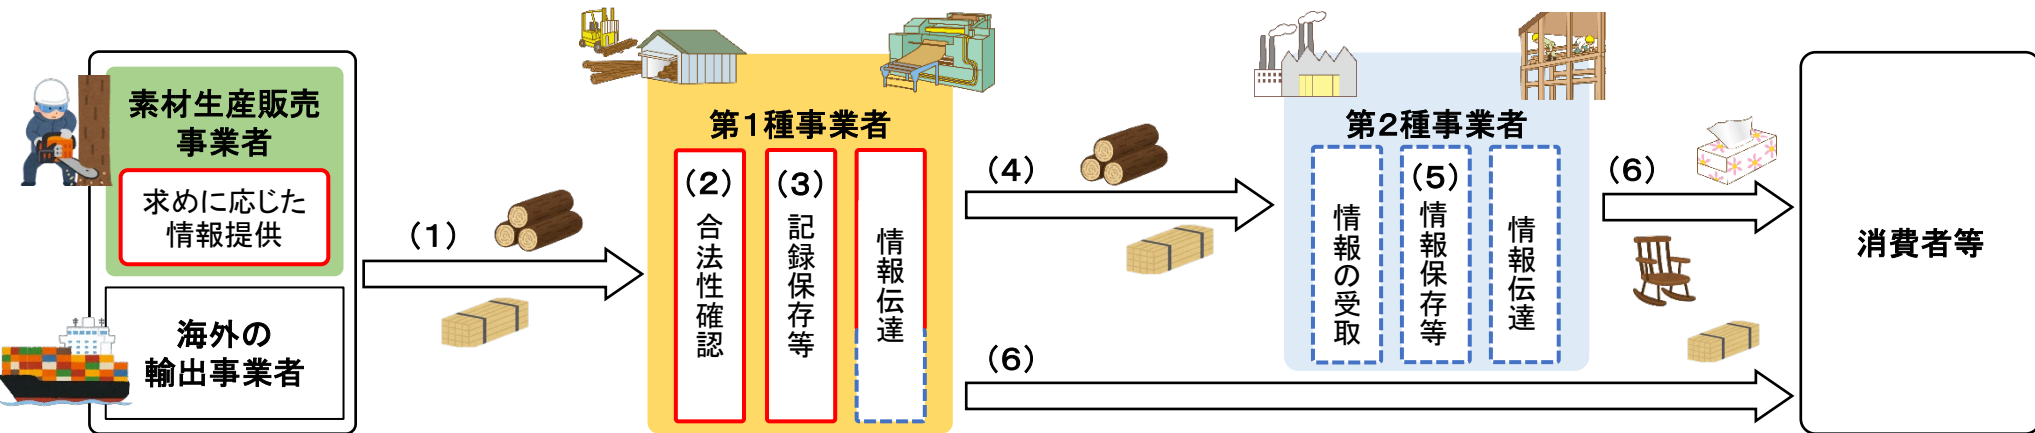 素材生産販売
事業者
求めに応じた
情報提供
海外の
輸出事業者
(1)
第1種事業者
(2)
合法性確認
(3)
記録保存等
情報伝達
(4)
(6)
第2種事業者
情報の受取
(5)
情報保存等
情報伝達
(6)
消費者等